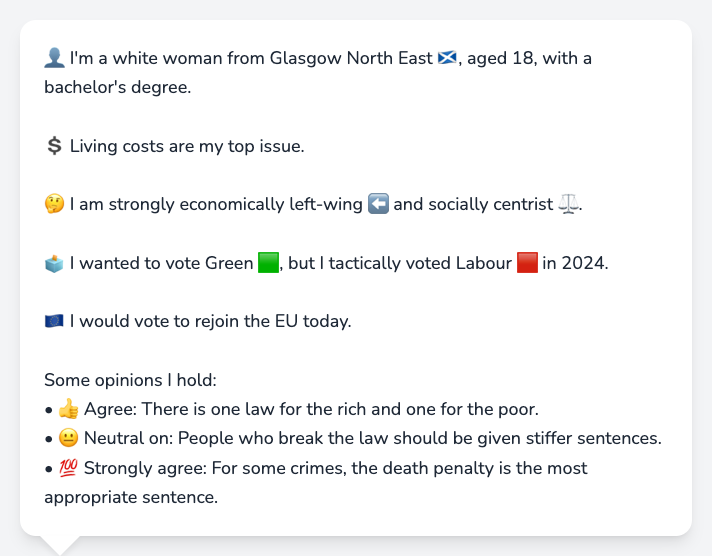 👤 I'm a white woman from Glasgow North East 🏴󠁧󠁢󠁳󠁣󠁴󠁿, aged 18, with a
bachelor's degree.
💲 Living costs are my top issue.
🤔 I am strongly economically left-wing ⬅️ and socially centrist ⚖️.
🗳️ I wanted to vote Green 🟩, but I tactically voted Labour 🟥 in 2024.
🇪🇺 I would vote to rejoin the EU today.
Some opinions I hold:
• 👍 Agree: There is one law for the rich and one for the poor.
• 😐 Neutral on: People who break the law should be given stiffer sentences.
• 💯 Strongly agree: For some crimes, the death penalty is the most
appropriate sentence.